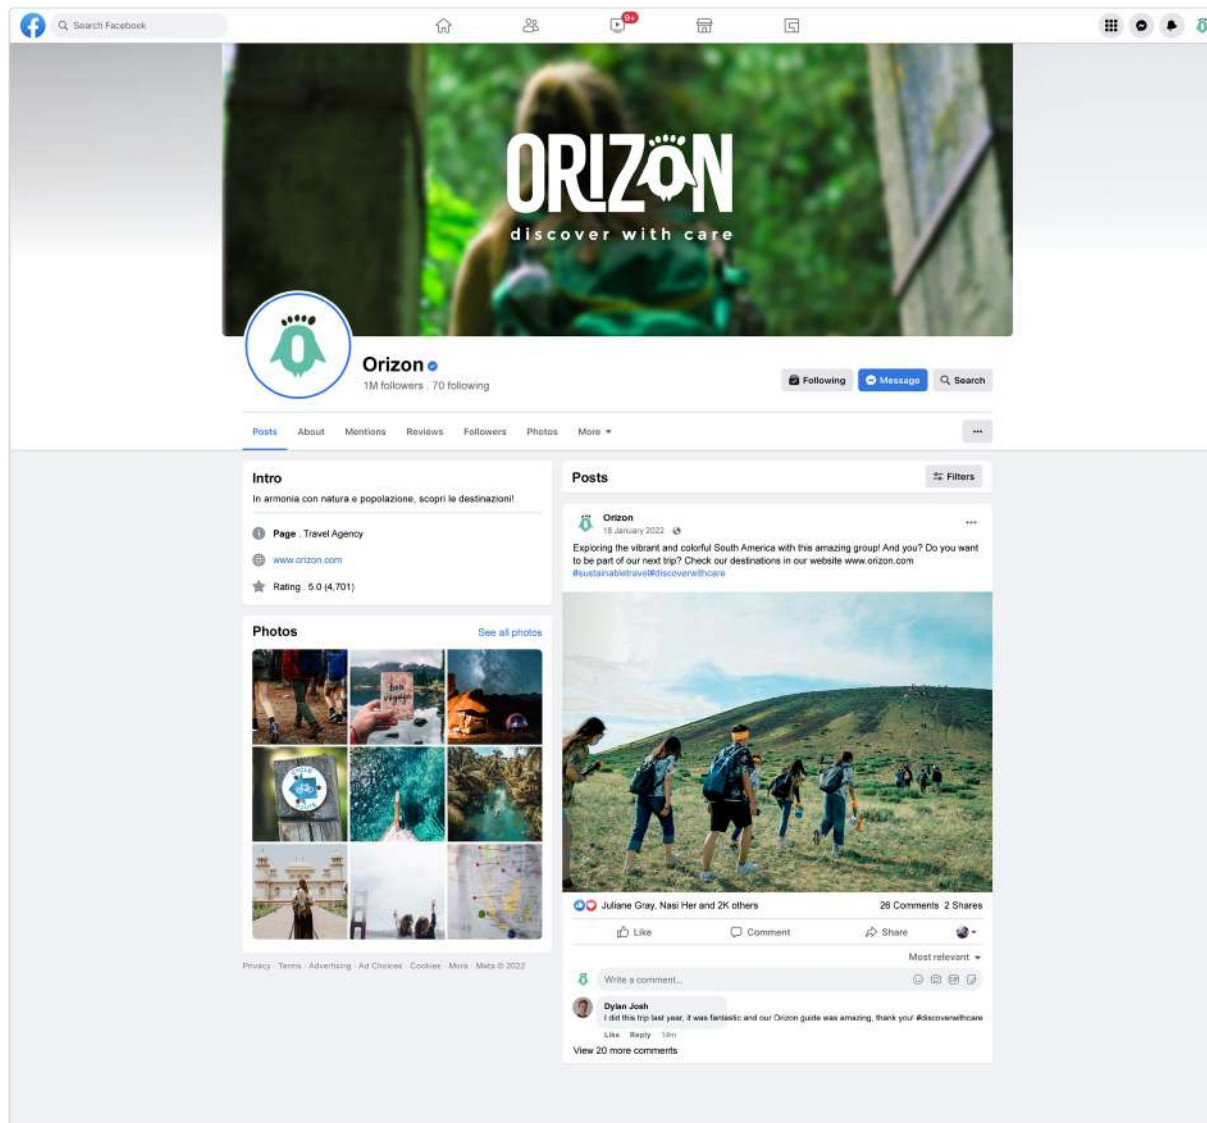 Search Facebook
9+
ORIZON
discover with care
Orizon
1M followers . 70 following
Following
Message
Search
Posts
About
Mentions
Reviews
Followers
Photos
More
Intro
In armonia con natura e popolazione, scopri le destinazioni!
Page . Travel Agency
www.orizon.com
Rating . 5.0 (4,701)
Photos
See all photos
bon
voyage
CYCLE
ROUTE
Privacy · Terms · Advertising · Ad Choices · Cookies · More · Meta © 2022
Posts
Filters
Orizon
18 January 2022
Exploring the vibrant and colorful South America with this amazing group! And you? Do you want
to be part of our next trip? Check our destinations in our website www.orizon.com
#sustainabletravel#discoverwithcare
Juliane Gray, Nasi Her and 2K others
26 Comments 2 Shares
Like
Comment
Share
Most relevant
Write a comment...
GIF
Dylan Josh
I did this trip last year, it was fantastic and our Orizon guide was amazing, thank you! #discoverwithcare
Like Reply 14m
View 20 more comments